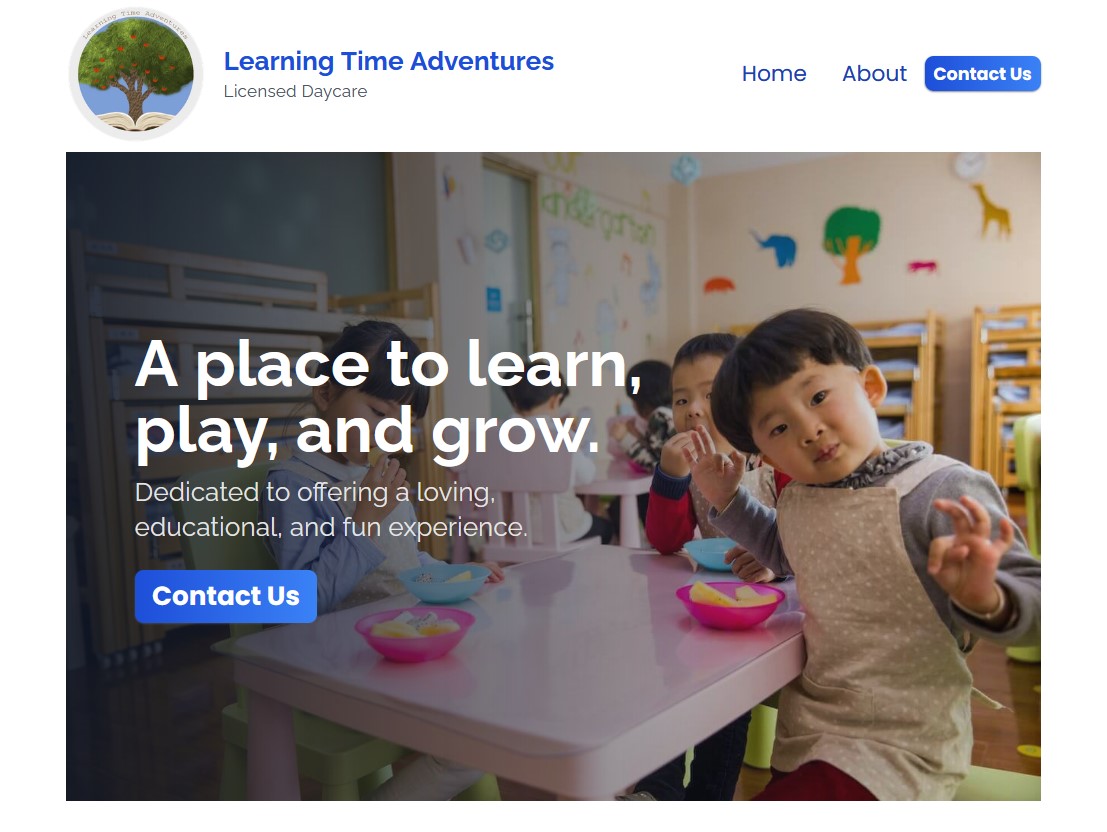 Learning Time Adventures
Learning Time Adventures
Licensed Daycare
Home
About
Contact Us
kindergarten
A place to learn,
play, and grow.
Dedicated to offering a loving,
educational, and fun experience.
Contact Us